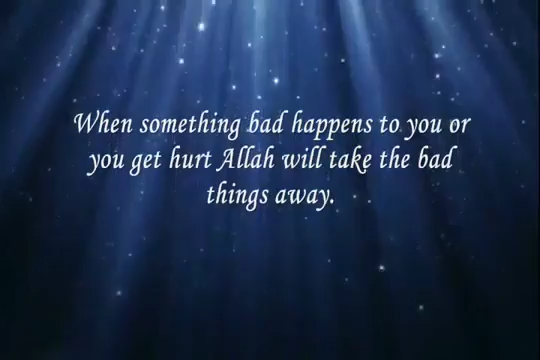 When something bad happens to you or
you get hurt Allah will take the bad
things away.